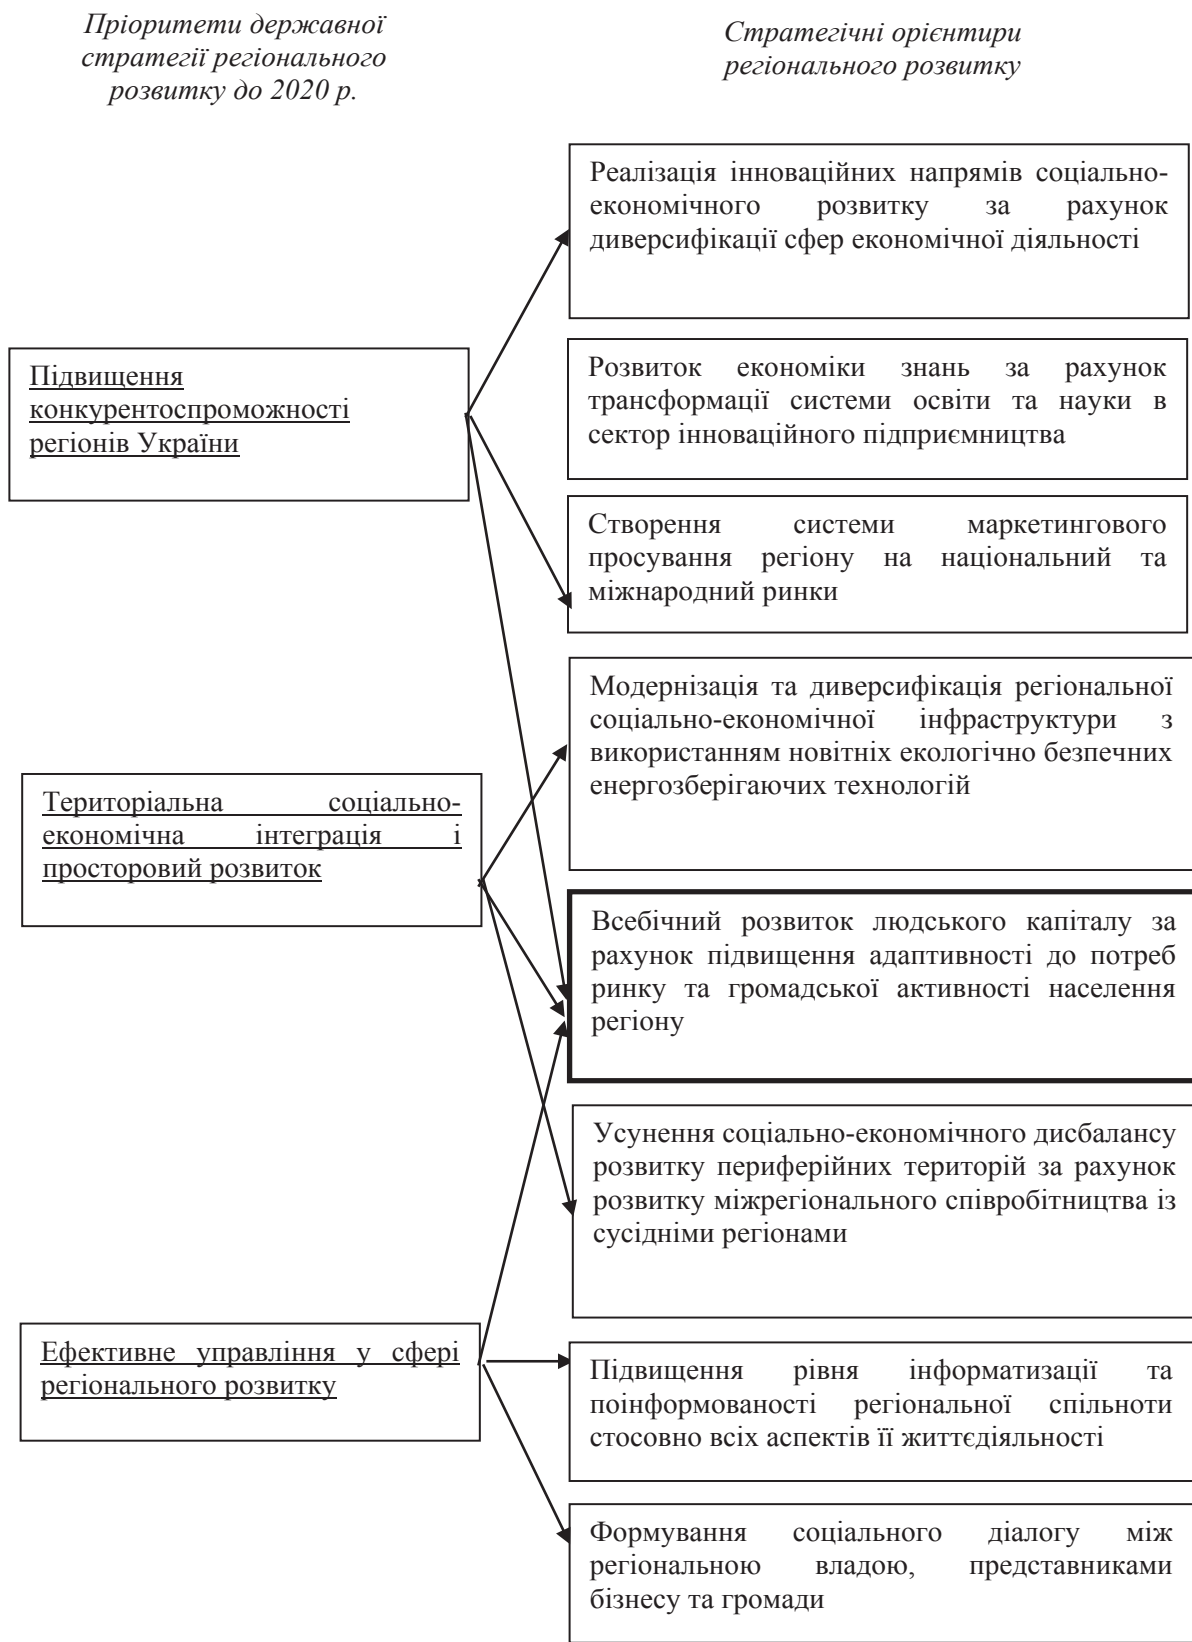 Пріоритети державної
стратегії регіонального
розвитку до 2020 р.
Стратегічні орієнтири
регіонального розвитку
Реалізація інноваційних напрямів соціально-
економічного розвитку за рахунок
диверсифікації сфер економічної діяльності
Підвищення
конкурентоспроможності
регіонів України
Розвиток економіки знань за рахунок
трансформації системи освіти та науки в
сектор інноваційного підприємництва
Створення системи маркетингового
просування регіону на національний та
міжнародний ринки
Модернізація та диверсифікація регіональної
соціально-економічної інфраструктури з
використанням новітніх екологічно безпечних
енергозберігаючих технологій
Територіальна соціально-
економічна інтеграція і
просторовий розвиток
Всебічний розвиток людського капіталу за
рахунок підвищення адаптивності до потреб
ринку та громадської активності населення
регіону
Усунення соціально-економічного дисбалансу
розвитку периферійних територій за рахунок
розвитку міжрегіонального співробітництва із
сусідніми регіонами
Ефективне управління у сфері
регіонального розвитку
Підвищення рівня інформатизації та
поінформованості регіональної спільноти
стосовно всіх аспектів її життєдіяльності
Формування соціального діалогу між
регіональною владою, представниками
бізнесу та громади